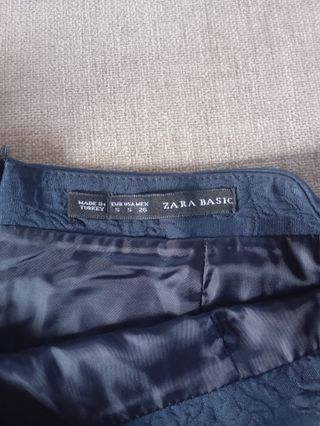 MADE IN
TURKEY
EUR USA MEX
S S 26
ZARA BASIC